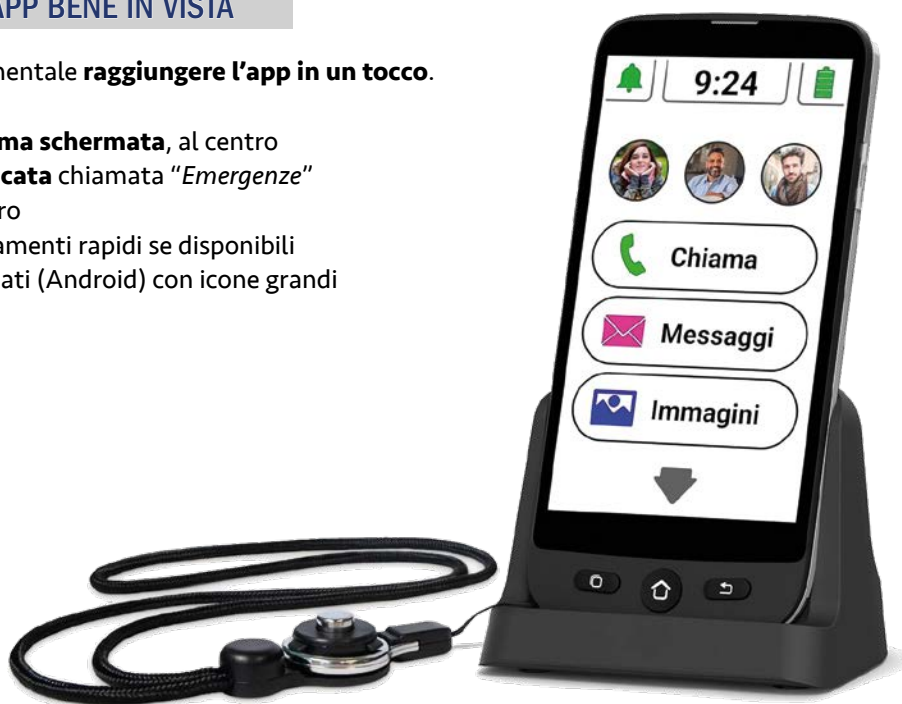 APP BENE IN VISTA
mentale raggiungere l'app in un tocco.
ma schermata, al centro
cata chiamata “Emergenze”
ro
amenti rapidi se disponibili
ati (Android) con icone grandi
9:24
Chiama
Messaggi
Immagini